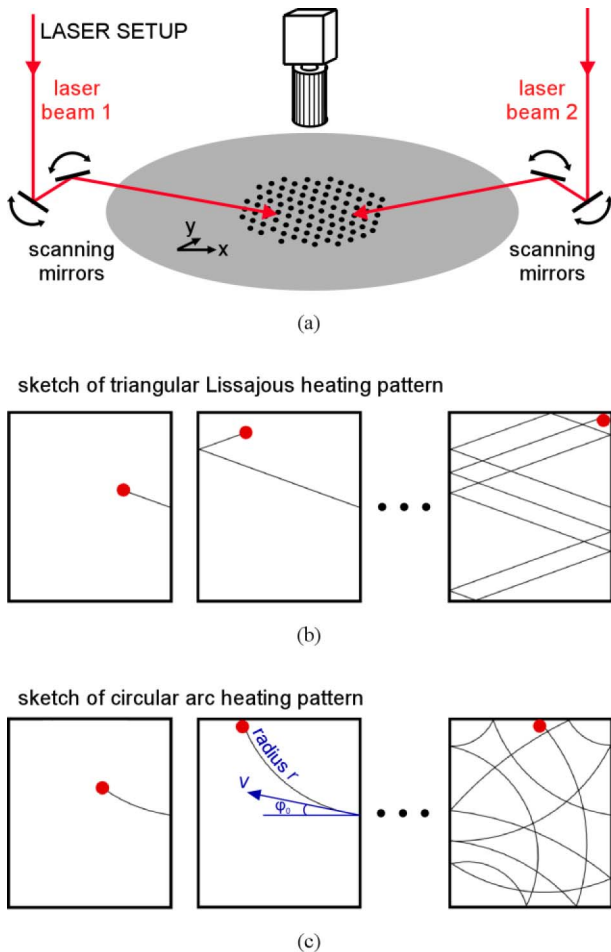 LASER SETUP
laser
beam 1
laser
beam 2
y
x
scanning
mirrors
scanning
mirrors
(a)
sketch of triangular Lissajous heating pattern
(b)
sketch of circular arc heating pattern
radius r
v
φ₀
(c)